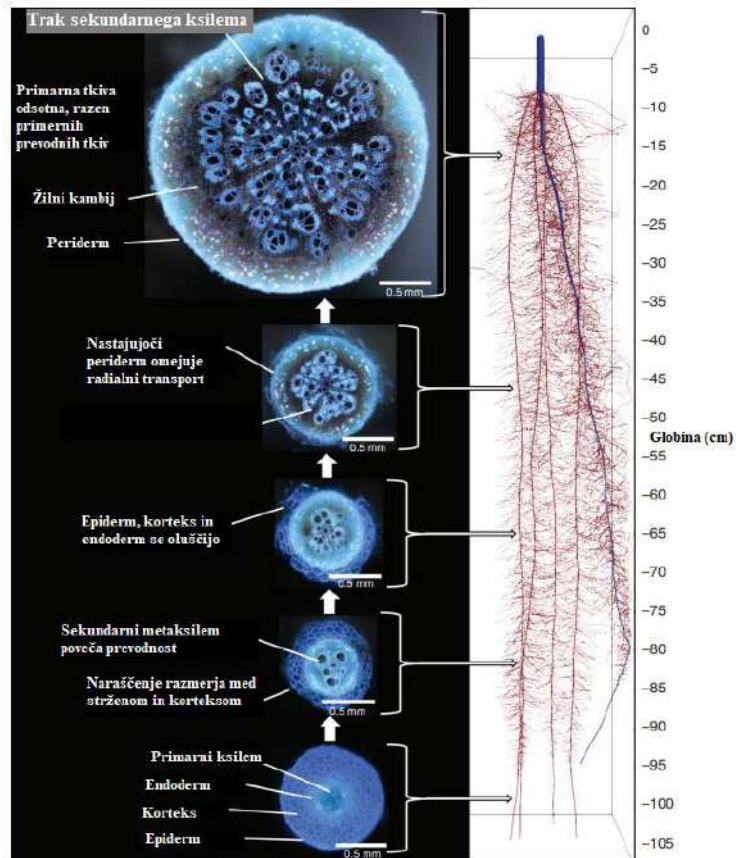 Trak sekundarnega ksilema
Primarna tkiva
odsotna, razen
primernih
prevodnih tkiv
Žilni kambij
Periderm
0.5 mm
Nastajujoči
periderm omejuje
radialni transport
0.5 mm
Epiderm, korteks in
endoderm se oluščijo
0.5 mm
Sekundarni metaksilem
poveča prevodnost
Naraščenje razmerja med
strženom in korteksom
0.5 mm
Primarni ksilem
Endoderm
Korteks
Epiderm
0.5 mm
0
−5
−10
−15
−20
−25
−30
−35
−40
−45
−50
Globina (cm)
−55
−60
−65
−70
−75
−80
−85
−90
−95
−100
−105